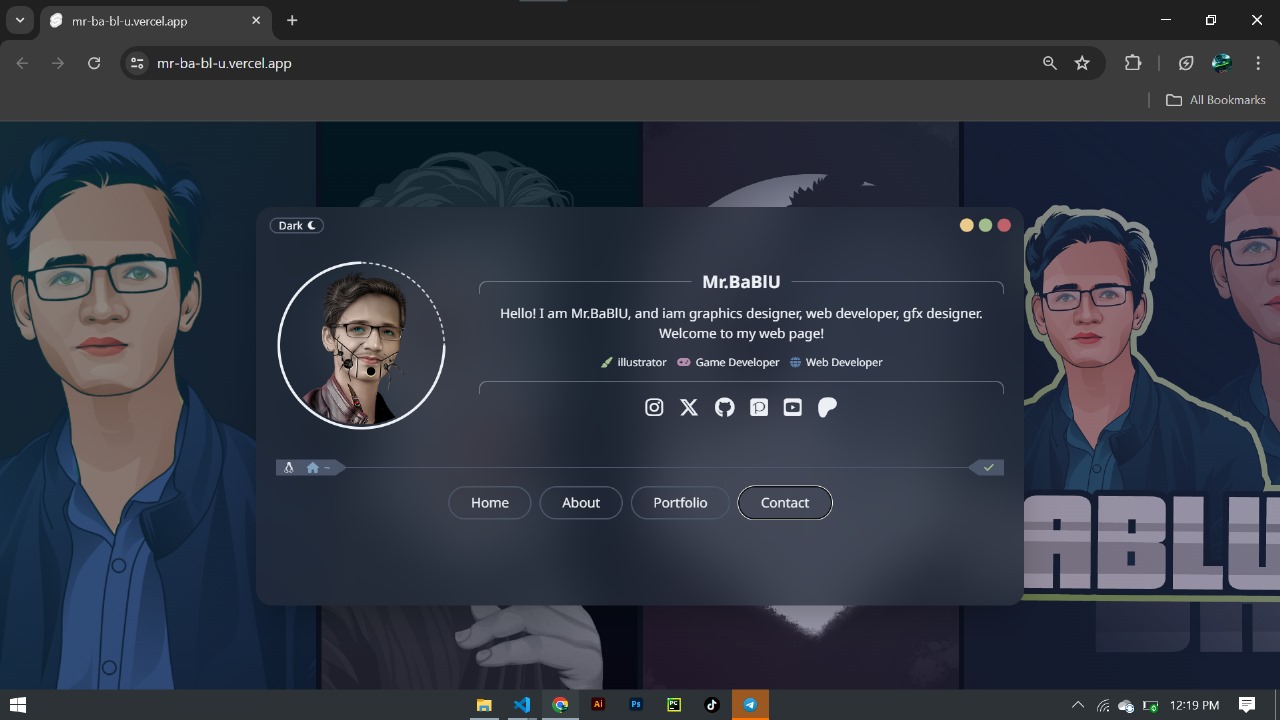 mr-ba-bl-u.vercel.app
mr-ba-bl-u.vercel.app
All Bookmarks
Dark
Mr.BaBlU
Hello! I am Mr.BaBlU, and iam graphics designer, web developer, gfx designer.
Welcome to my web page!
illustrator Game Developer Web Developer
~
Home About Portfolio Contact
ABLU
Ai Ps PC
12:19 PM